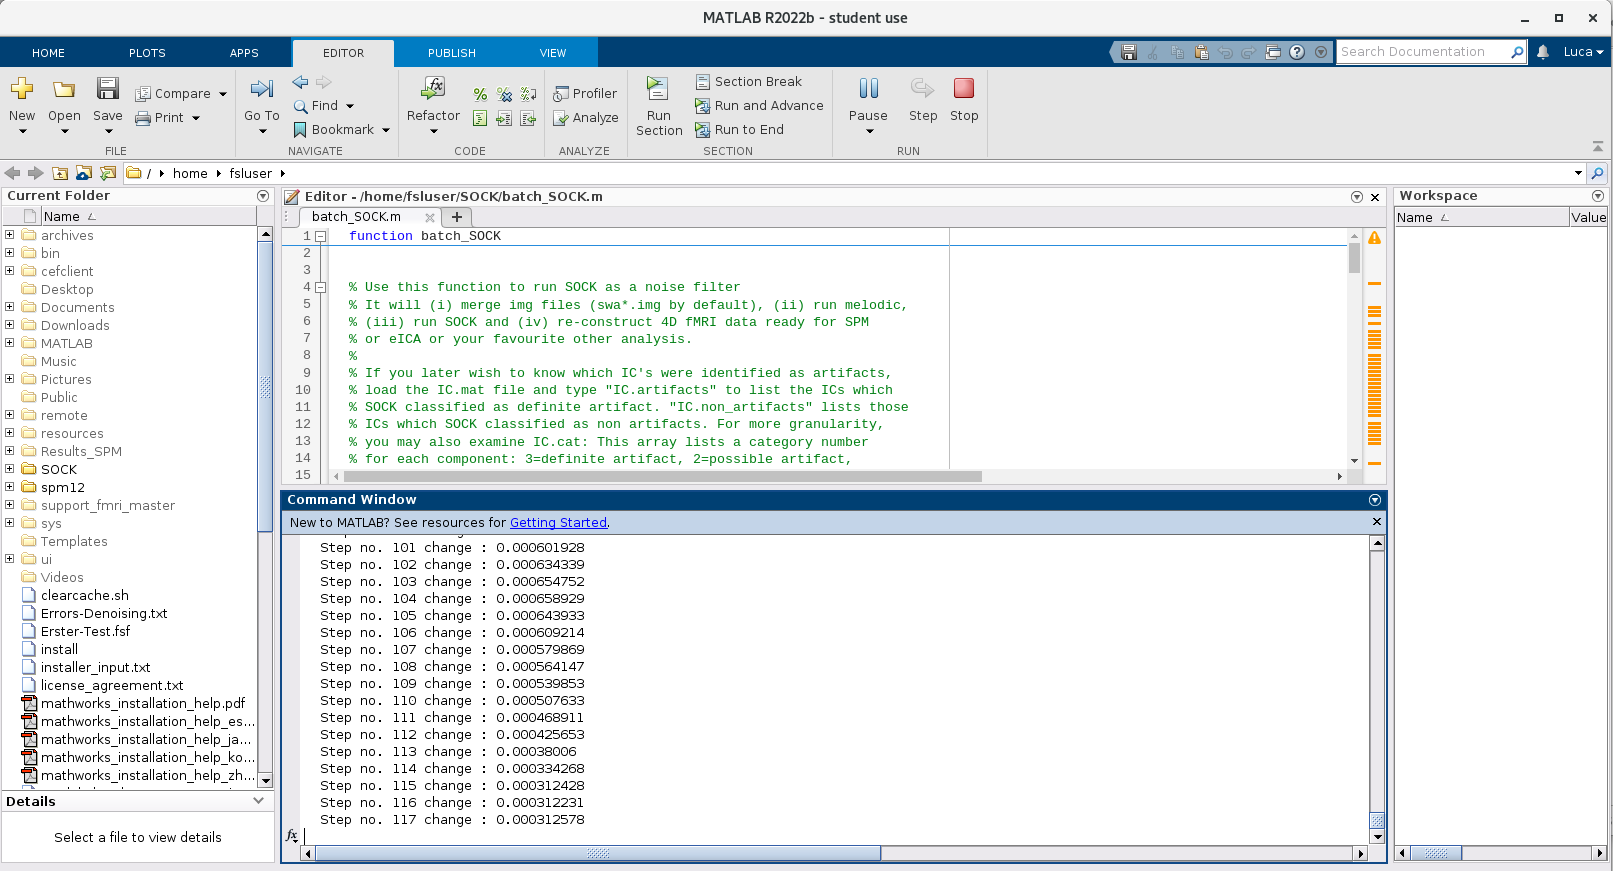 MATLAB R2022b - student use
HOME PLOTS APPS EDITOR PUBLISH VIEW Search Documentation Luca
New Open Save Compare Print Go To Find Bookmark Refactor Profiler Analyze Run Section Section Break Run and Advance Run to End Pause Step Stop
FILE NAVIGATE CODE ANALYZE SECTION RUN
/ home fsluser
Current Folder
Name
archives
bin
cefclient
Desktop
Documents
Downloads
MATLAB
Music
Pictures
Public
remote
resources
Results_SPM
SOCK
spm12
support_fmri_master
sys
Templates
ui
Videos
clearcache.sh
Errors-Denoising.txt
Erster-Test.fsf
install
installer_input.txt
license_agreement.txt
mathworks_installation_help.pdf
mathworks_installation_help_es...
mathworks_installation_help_ja...
mathworks_installation_help_ko...
mathworks_installation_help_zh...
Details
Select a file to view details
Editor - /home/fsluser/SOCK/batch_SOCK.m
batch_SOCK.m
1 function batch_SOCK
2
3
4 % Use this function to run SOCK as a noise filter
5 % It will (i) merge img files (swa*.img by default), (ii) run melodic,
6 % (iii) run SOCK and (iv) re-construct 4D fMRI data ready for SPM
7 % or eICA or your favourite other analysis.
8 %
9 % If you later wish to know which IC's were identified as artifacts,
10 % load the IC.mat file and type "IC.artifacts" to list the ICs which
11 % SOCK classified as definite artifact. "IC.non_artifacts" lists those
12 % ICs which SOCK classified as non artifacts. For more granularity,
13 % you may also examine IC.cat: This array lists a category number
14 % for each component: 3=definite artifact, 2=possible artifact,
15
Command Window
New to MATLAB? See resources for Getting Started.
Step no. 101 change : 0.000601928
Step no. 102 change : 0.000634339
Step no. 103 change : 0.000654752
Step no. 104 change : 0.000658929
Step no. 105 change : 0.000643933
Step no. 106 change : 0.000609214
Step no. 107 change : 0.000579869
Step no. 108 change : 0.000564147
Step no. 109 change : 0.000539853
Step no. 110 change : 0.000507633
Step no. 111 change : 0.000468911
Step no. 112 change : 0.000425653
Step no. 113 change : 0.00038006
Step no. 114 change : 0.000334268
Step no. 115 change : 0.000312428
Step no. 116 change : 0.000312231
Step no. 117 change : 0.000312578
fx
Workspace
Name Value